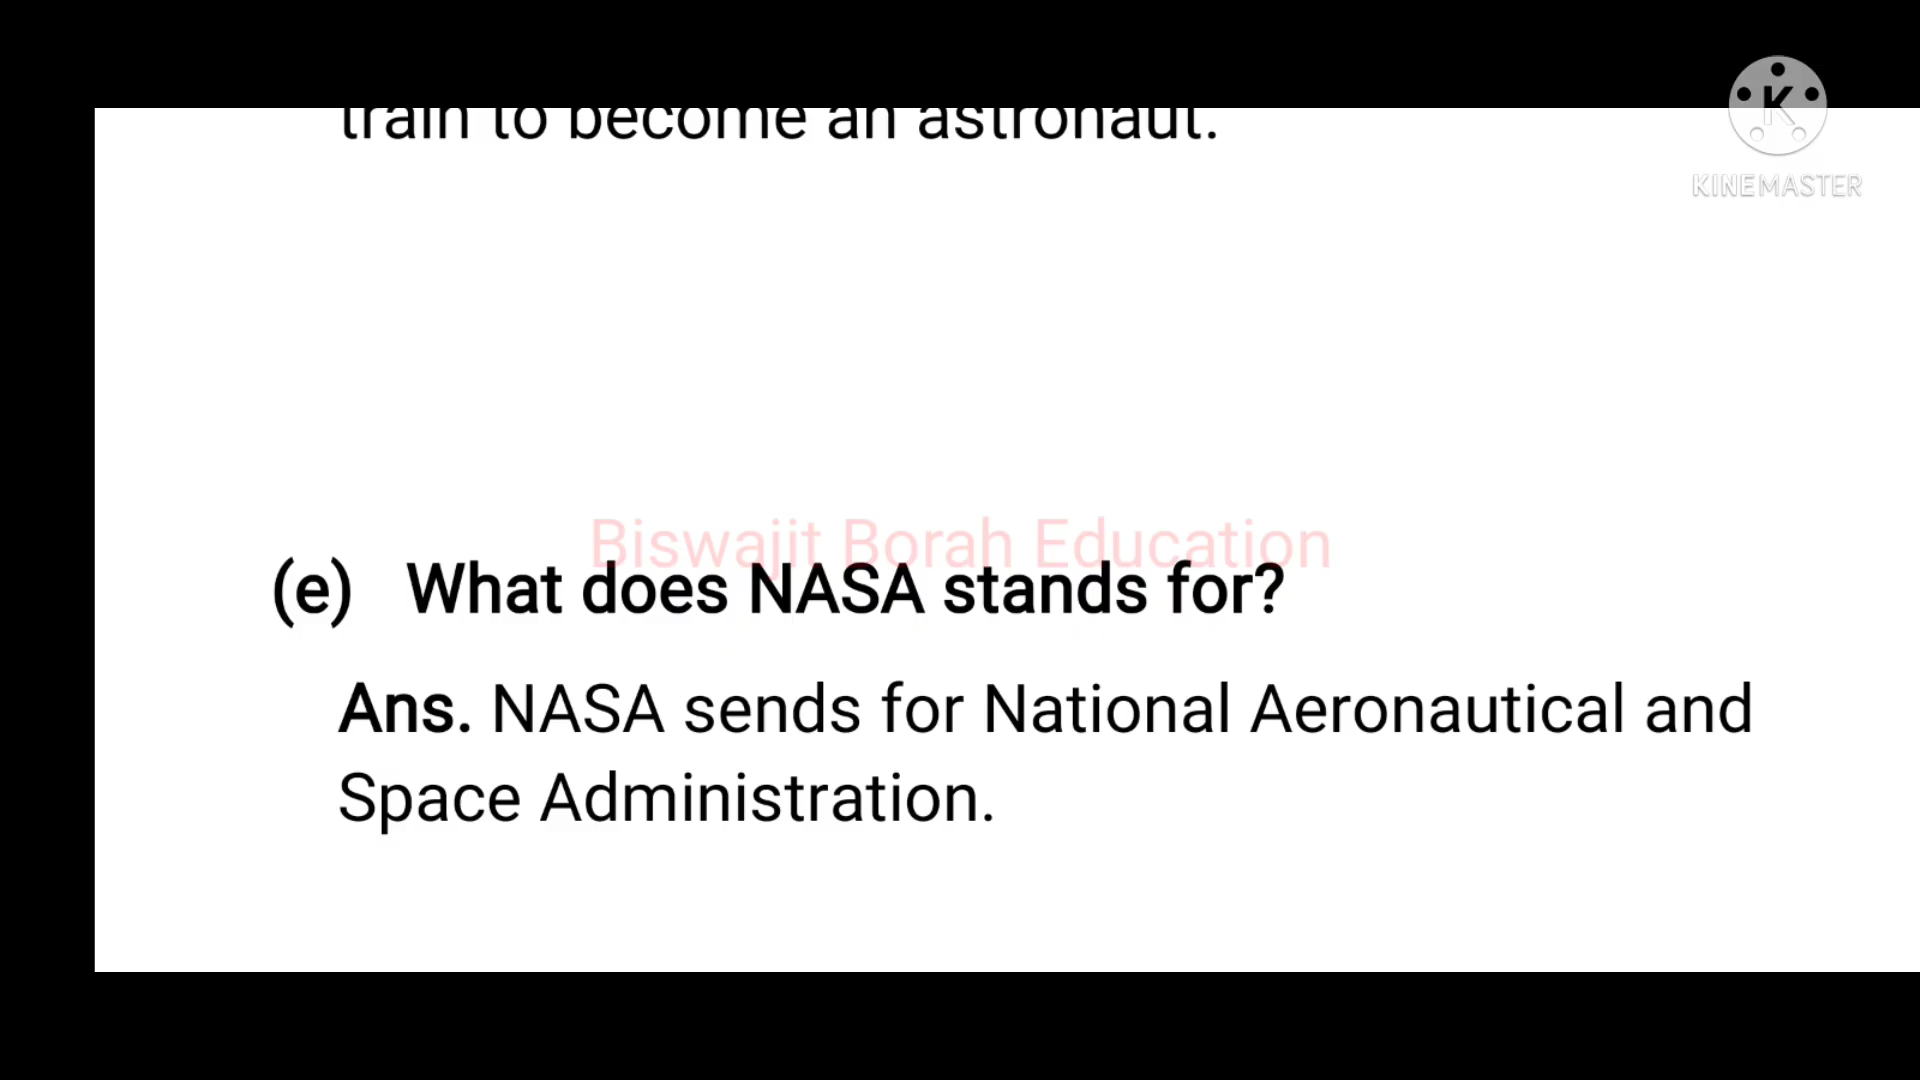 train to become an astronaut.
K
KINEMASTER
Biswajit Borah Education
(e) What does NASA stands for?
Ans. NASA sends for National Aeronautical and
Space Administration.